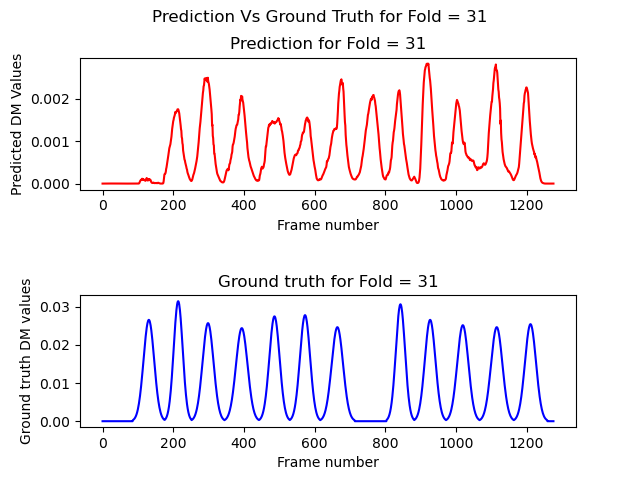 Prediction Vs Ground Truth for Fold = 31
Prediction for Fold = 31
Predicted DM Values
0.002
0.001
0.000
0 200 400 600 800 1000 1200
Frame number
Ground truth for Fold = 31
Ground truth DM values
0.03
0.02
0.01
0.00
0 200 400 600 800 1000 1200
Frame number